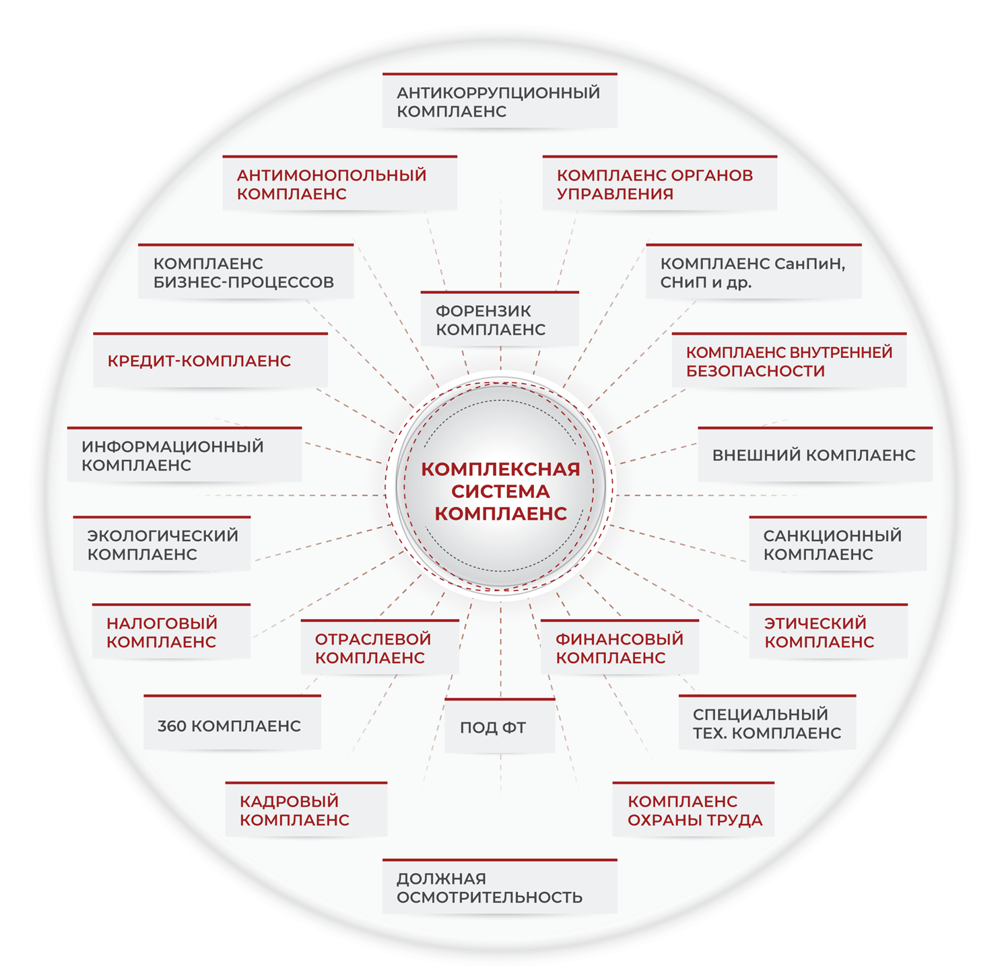 АНТИКОРРУПЦИОННЫЙ
КОМПЛАЕНС
АНТИМОНОПОЛЬНЫЙ
КОМПЛАЕНС
КОМПЛАЕНС ОРГАНОВ
УПРАВЛЕНИЯ
КОМПЛАЕНС
БИЗНЕС-ПРОЦЕССОВ
КОМПЛАЕНС СанПиН,
СНиП и др.
ФОРЕНЗИК
КОМПЛАЕНС
КРЕДИТ-КОМПЛАЕНС
КОМПЛАЕНС ВНУТРЕННЕЙ
БЕЗОПАСНОСТИ
ИНФОРМАЦИОННЫЙ
КОМПЛАЕНС
ВНЕШНИЙ КОМПЛАЕНС
КОМПЛЕКСНАЯ
СИСТЕМА
КОМПЛАЕНС
ЭКОЛОГИЧЕСКИЙ
КОМПЛАЕНС
САНКЦИОННЫЙ
КОМПЛАЕНС
НАЛОГОВЫЙ
КОМПЛАЕНС
ОТРАСЛЕВОЙ
КОМПЛАЕНС
ФИНАНСОВЫЙ
КОМПЛАЕНС
ЭТИЧЕСКИЙ
КОМПЛАЕНС
360 КОМПЛАЕНС
ПОД ФТ
СПЕЦИАЛЬНЫЙ
ТЕХ. КОМПЛАЕНС
КАДРОВЫЙ
КОМПЛАЕНС
КОМПЛАЕНС
ОХРАНЫ ТРУДА
ДОЛЖНАЯ
ОСМОТРИТЕЛЬНОСТЬ